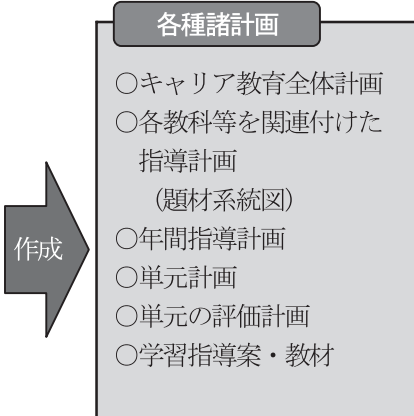 各種諸計画
○キャリア教育全体計画
○各教科等を関連付けた
指導計画
（題材系統図）
○年間指導計画
○単元計画
○単元の評価計画
○学習指導案・教材
作成